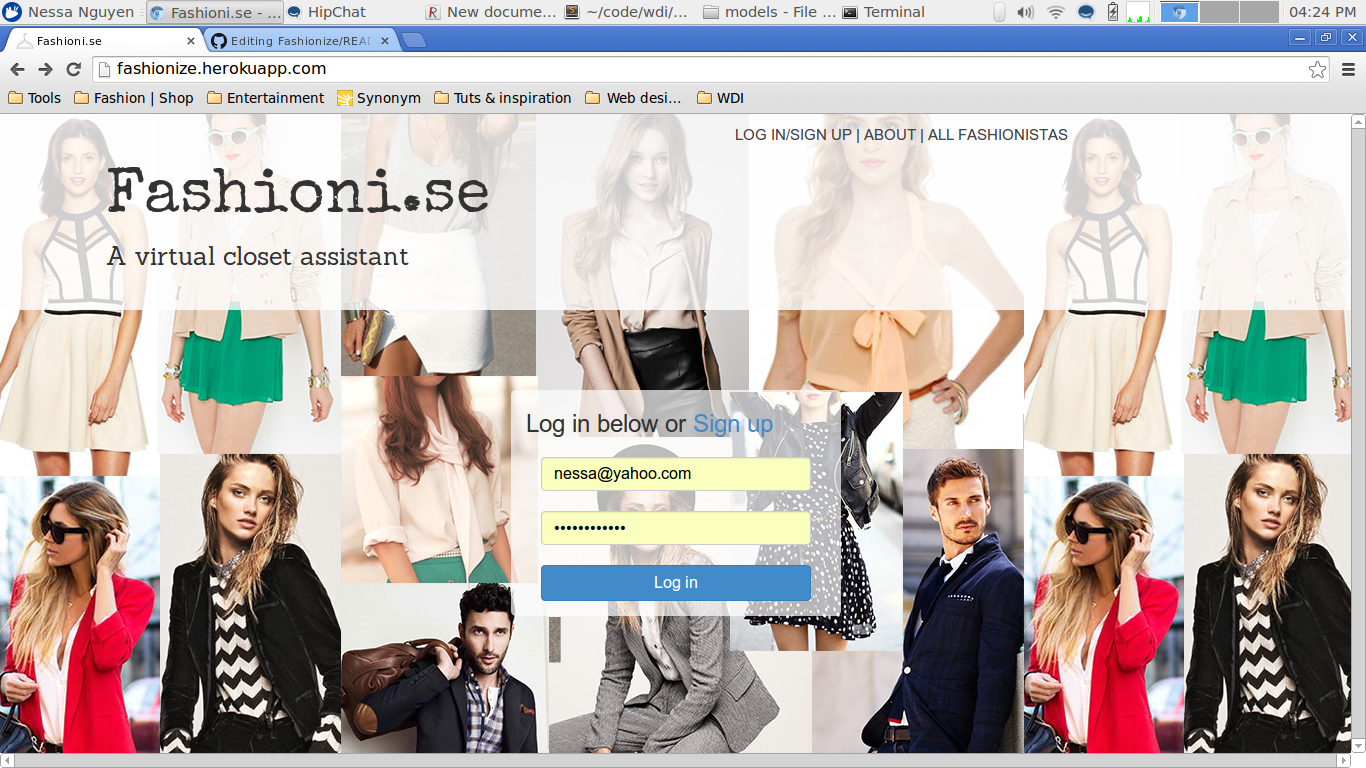 Nessa Nguyen
Fashioni.se - ...
HipChat
New docume...
~/code/wdi/...
models - File ...
Terminal
04:24 PM
Fashioni.se
Editing Fashionize/REA
fashionize.herokuapp.com
Tools
Fashion | Shop
Entertainment
Synonym
Tuts & inspiration
Web desi...
WDI
LOG IN/SIGN UP | ABOUT | ALL FASHIONISTAS
Fashioni.se
A virtual closet assistant
Log in below or Sign up
nessa@yahoo.com
••••••••••••
Log in